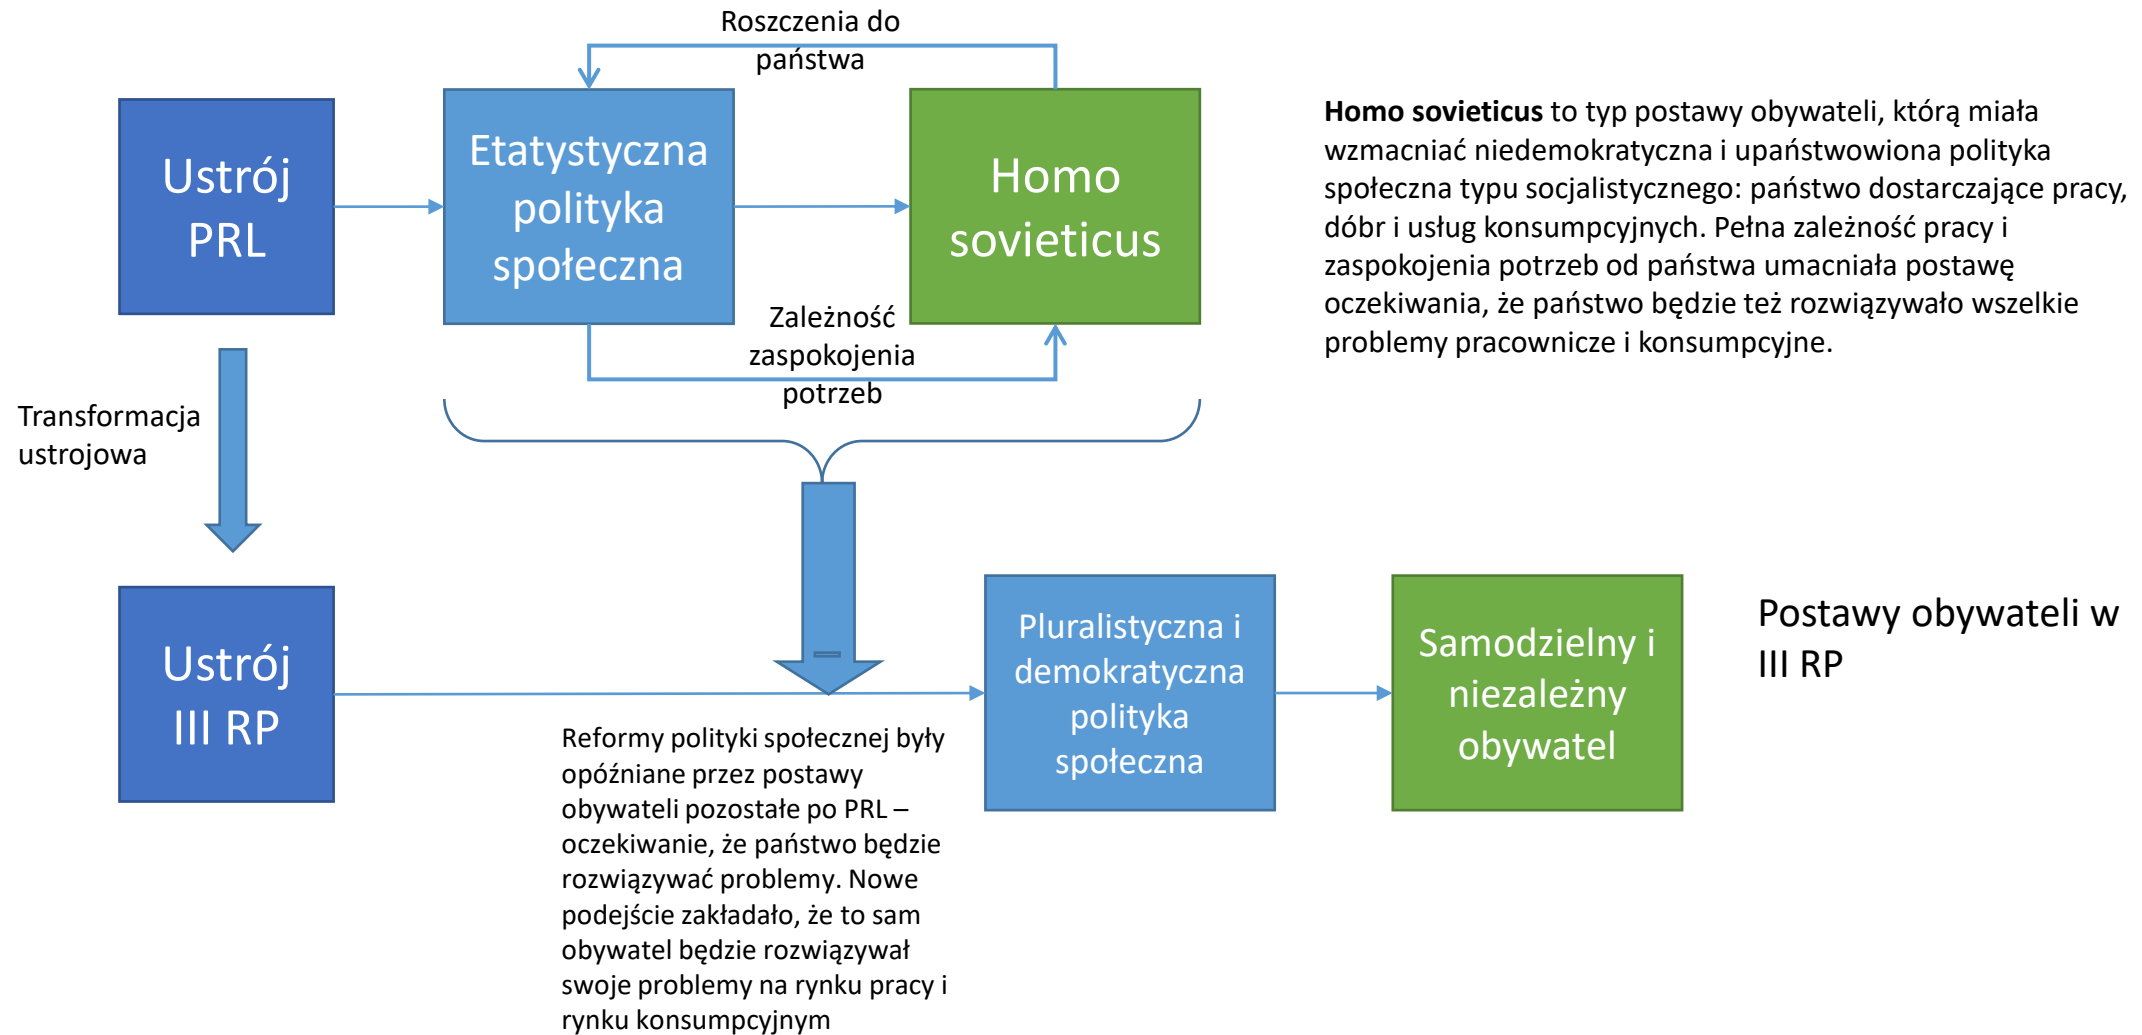 Roszczenia do
państwa
Ustrój
PRL
Etatystyczna
polityka
społeczna
Homo
sovieticus
Homo sovieticus to typ postawy obywateli, którą miała
wzmacniać niedemokratyczna i upaństwowiona polityka
społeczna typu socjalistycznego: państwo dostarczające pracy,
dóbr i usług konsumpcyjnych. Pełna zależność pracy i
zaspokojenia potrzeb od państwa umacniała postawę
oczekiwania, że państwo będzie też rozwiązywało wszelkie
problemy pracownicze i konsumpcyjne.
Zależność
zaspokojenia
potrzeb
Transformacja
ustrojowa
Ustrój
III RP
Pluralistyczna i
demokratyczna
polityka
społeczna
Samodzielny i
niezależny
obywatel
Postawy obywateli w
III RP
Reformy polityki społecznej były
opóźniane przez postawy
obywateli pozostałe po PRL –
oczekiwanie, że państwo będzie
rozwiązywać problemy. Nowe
podejście zakładało, że to sam
obywatel będzie rozwiązywał
swoje problemy na rynku pracy i
rynku konsumpcyjnym